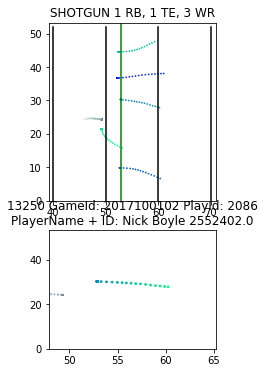 SHOTGUN 1 RB, 1 TE, 3 WR
50
40
30
20
10
0
40 50 60 70
13250 GameId: 2017100102 PlayId: 2086
PlayerName + ID: Nick Boyle 2552402.0
40
20
0
50 55 60 65